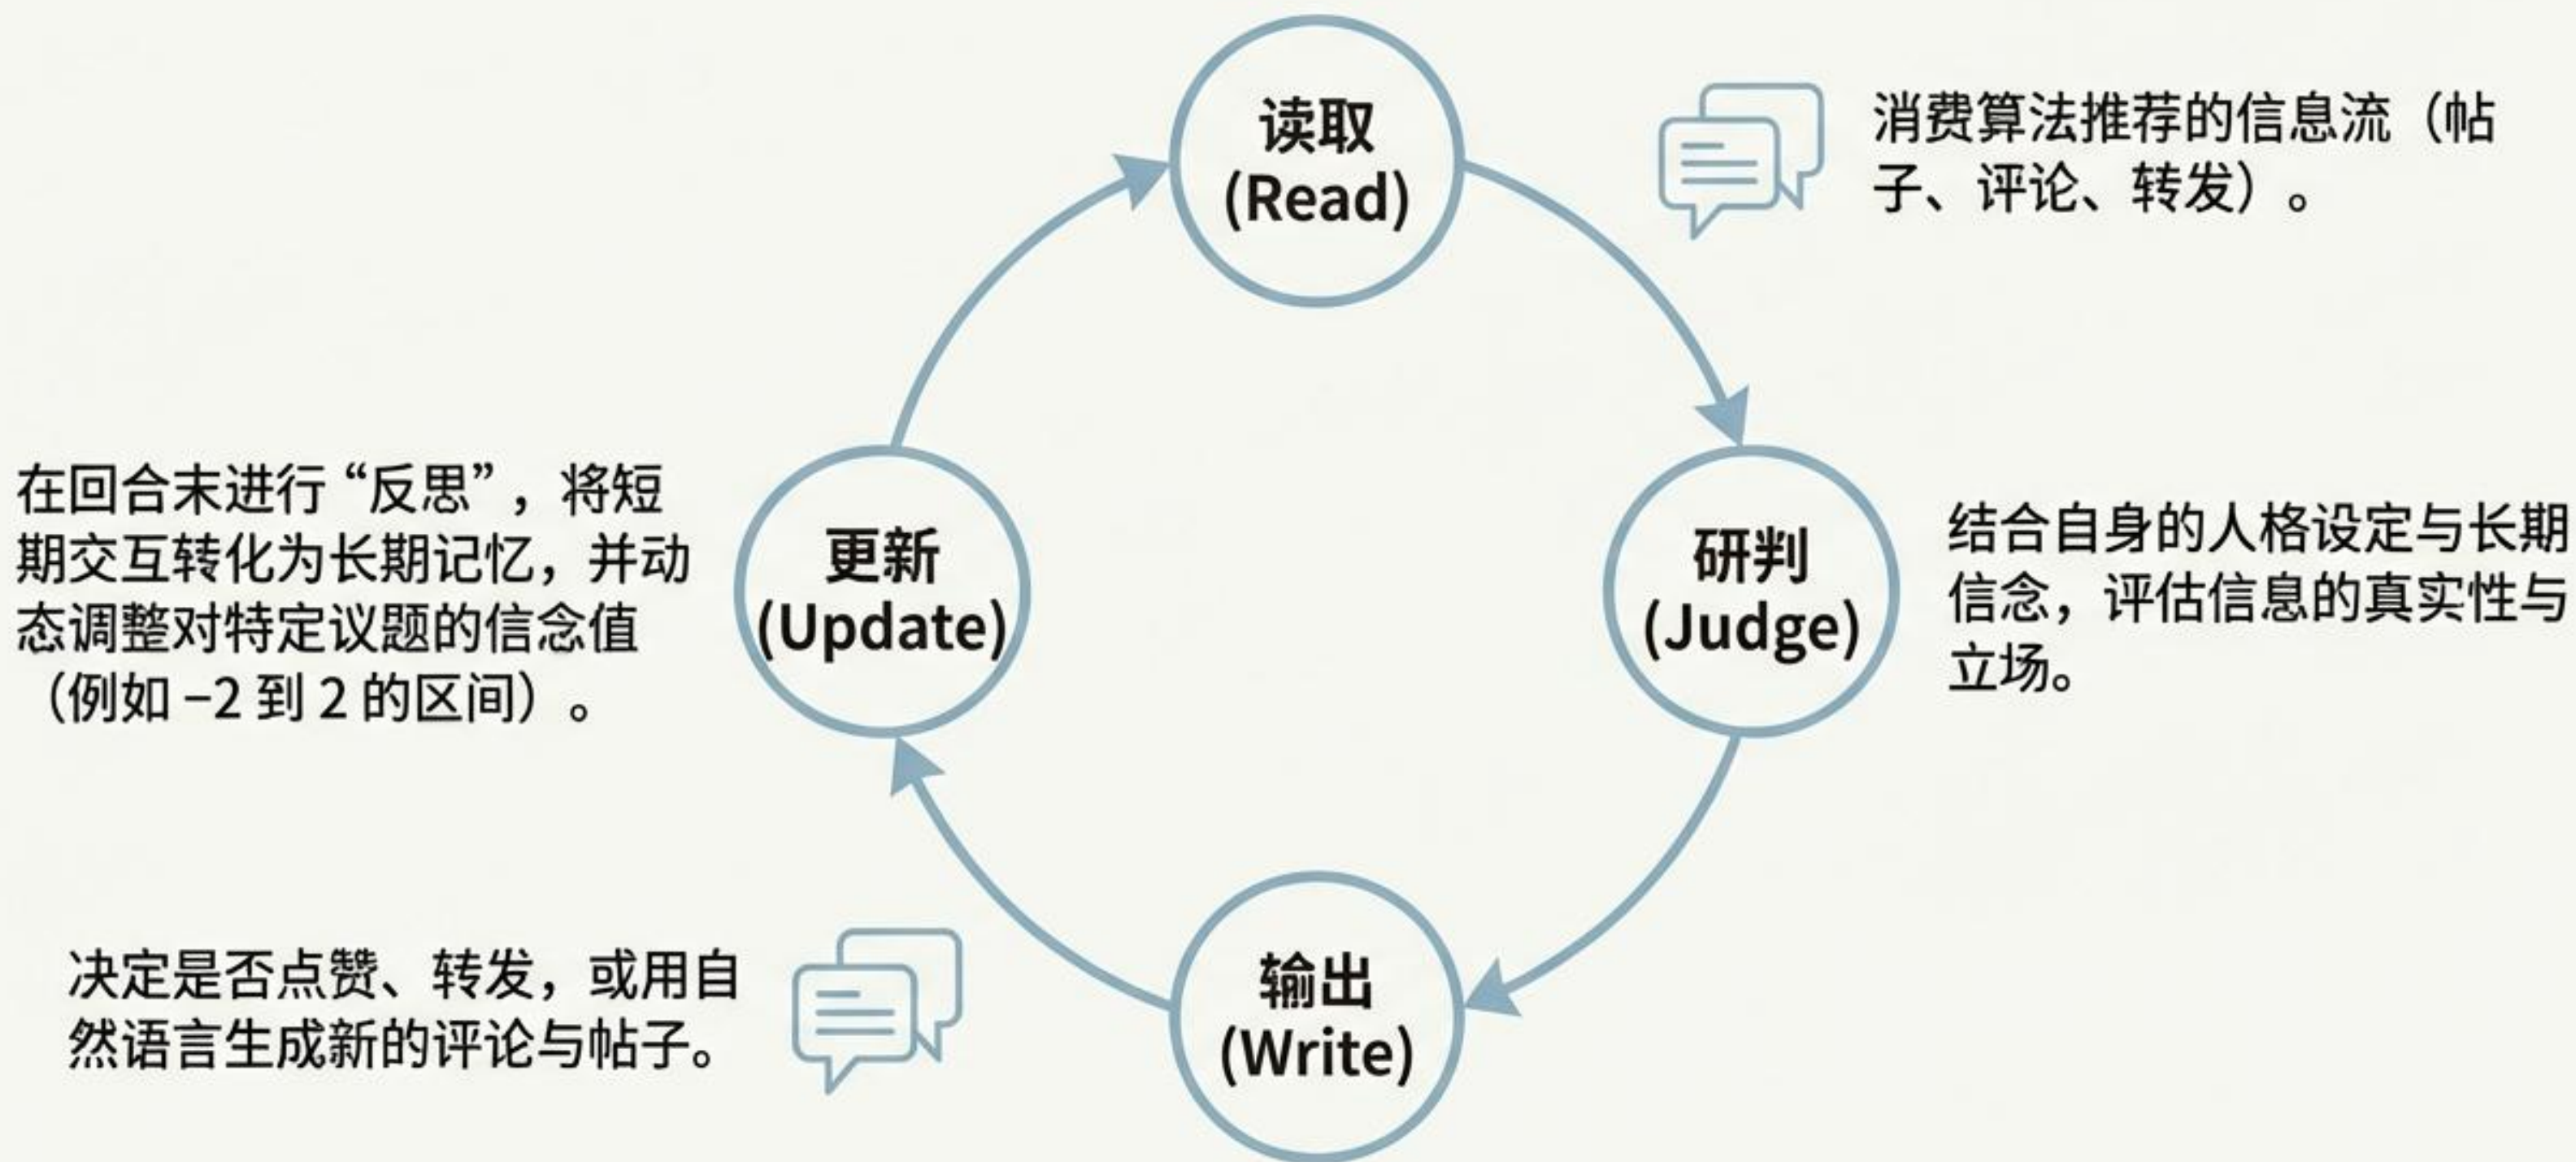 读取
(Read)
消费算法推荐的信息流（帖
子、评论、转发）。
研判
(Judge)
结合自身的人格设定与长期
信念，评估信息的真实性与
立场。
输出
(Write)
决定是否点赞、转发，或用自
然语言生成新的评论与帖子。
更新
(Update)
在回合末进行“反思”，将短
期交互转化为长期记忆，并动
态调整对特定议题的信念值
（例如 –2 到 2 的区间）。